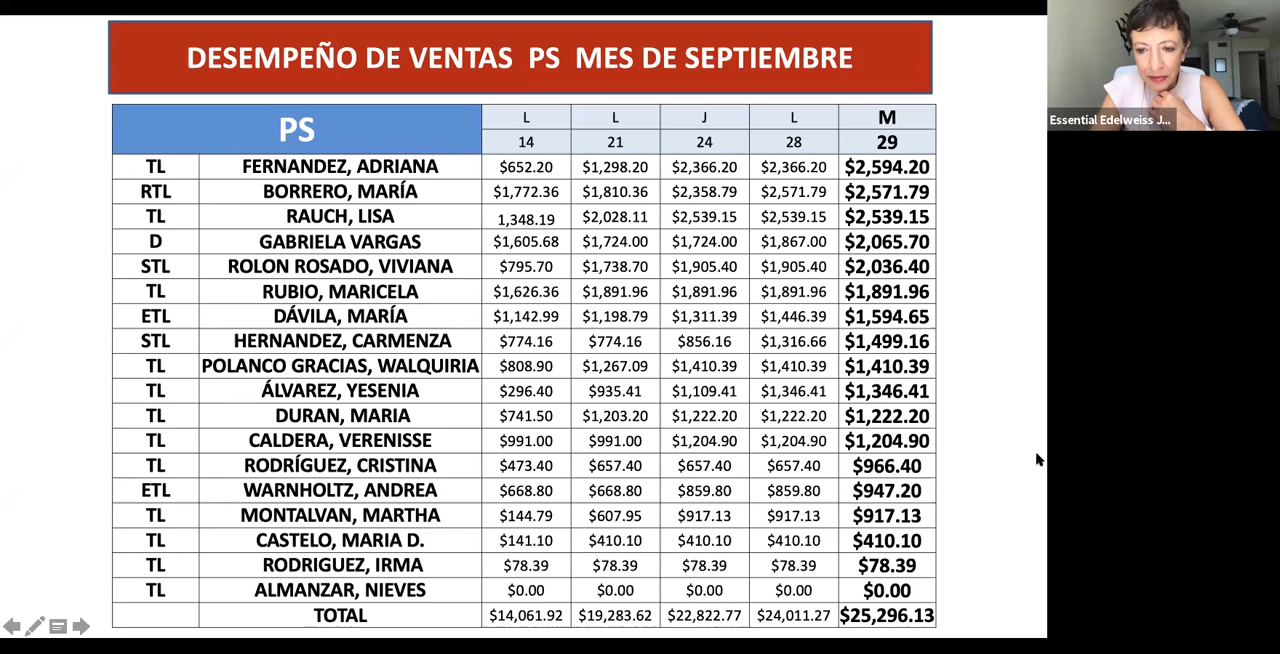 DESEMPEÑO DE VENTAS PS MES DE SEPTIEMBRE
Essential Edelweiss J...
PS L L J L M
14 21 24 28 29
TL FERNANDEZ, ADRIANA $652.20 $1,298.20 $2,366.20 $2,366.20 $2,594.20
RTL BORRERO, MARÍA $1,772.36 $1,810.36 $2,358.79 $2,571.79 $2,571.79
TL RAUCH, LISA 1,348.19 $2,028.11 $2,539.15 $2,539.15 $2,539.15
D GABRIELA VARGAS $1,605.68 $1,724.00 $1,724.00 $1,867.00 $2,065.70
STL ROLON ROSADO, VIVIANA $795.70 $1,738.70 $1,905.40 $1,905.40 $2,036.40
TL RUBIO, MARICELA $1,626.36 $1,891.96 $1,891.96 $1,891.96 $1,891.96
ETL DÁVILA, MARÍA $1,142.99 $1,198.79 $1,311.39 $1,446.39 $1,594.65
STL HERNANDEZ, CARMENZA $774.16 $774.16 $856.16 $1,316.66 $1,499.16
TL POLANCO GRACIAS, WALQUIRIA $808.90 $1,267.09 $1,410.39 $1,410.39 $1,410.39
TL ÁLVAREZ, YESENIA $296.40 $935.41 $1,109.41 $1,346.41 $1,346.41
TL DURAN, MARIA $741.50 $1,203.20 $1,222.20 $1,222.20 $1,222.20
TL CALDERA, VERENISSE $991.00 $991.00 $1,204.90 $1,204.90 $1,204.90
TL RODRÍGUEZ, CRISTINA $473.40 $657.40 $657.40 $657.40 $966.40
ETL WARNHOLTZ, ANDREA $668.80 $668.80 $859.80 $859.80 $947.20
TL MONTALVAN, MARTHA $144.79 $607.95 $917.13 $917.13 $917.13
TL CASTELO, MARIA D. $141.10 $410.10 $410.10 $410.10 $410.10
TL RODRIGUEZ, IRMA $78.39 $78.39 $78.39 $78.39 $78.39
TL ALMANZAR, NIEVES $0.00 $0.00 $0.00 $0.00 $0.00
TOTAL $14,061.92 $19,283.62 $22,822.77 $24,011.27 $25,296.13